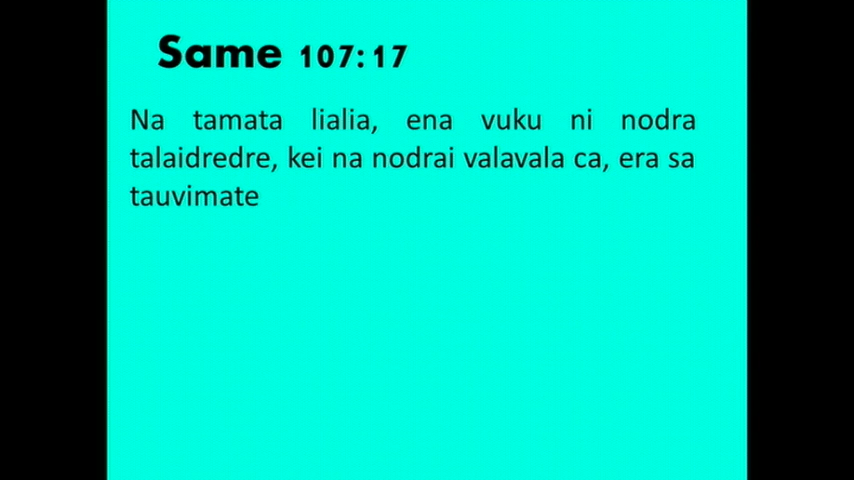 Same 107:17
Na tamata lialia, ena vuku ni nodra
talaidredre, kei na nodrai valavala ca, era sa
tauvimate